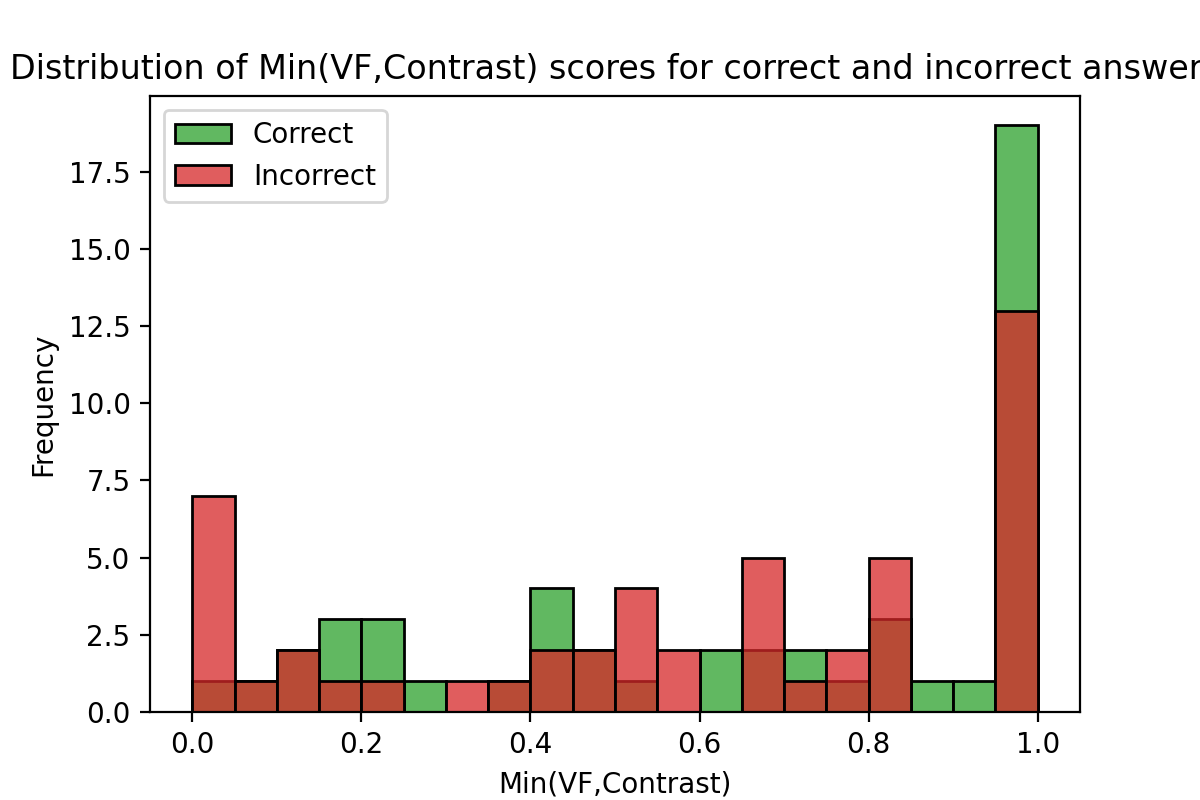 Distribution of Min(VF,Contrast) scores for correct and incorrect answer
Correct
Incorrect
17.5
15.0
12.5
10.0
7.5
5.0
2.5
0.0
Frequency
0.0 0.2 0.4 0.6 0.8 1.0
Min(VF,Contrast)